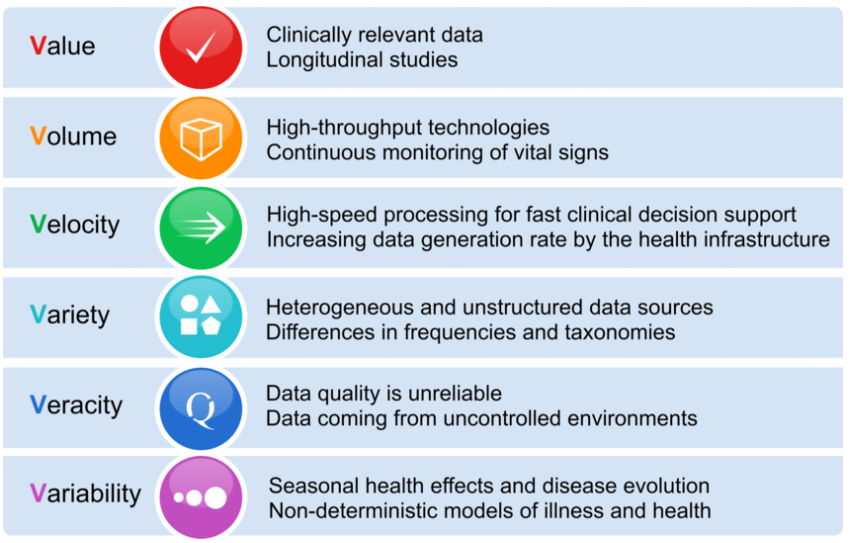 Value
Clinically relevant data
Longitudinal studies
Volume
High-throughput technologies
Continuous monitoring of vital signs
Velocity
High-speed processing for fast clinical decision support
Increasing data generation rate by the health infrastructure
Variety
Heterogeneous and unstructured data sources
Differences in frequencies and taxonomies
Veracity
Q
Data quality is unreliable
Data coming from uncontrolled environments
Variability
Seasonal health effects and disease evolution
Non-deterministic models of illness and health